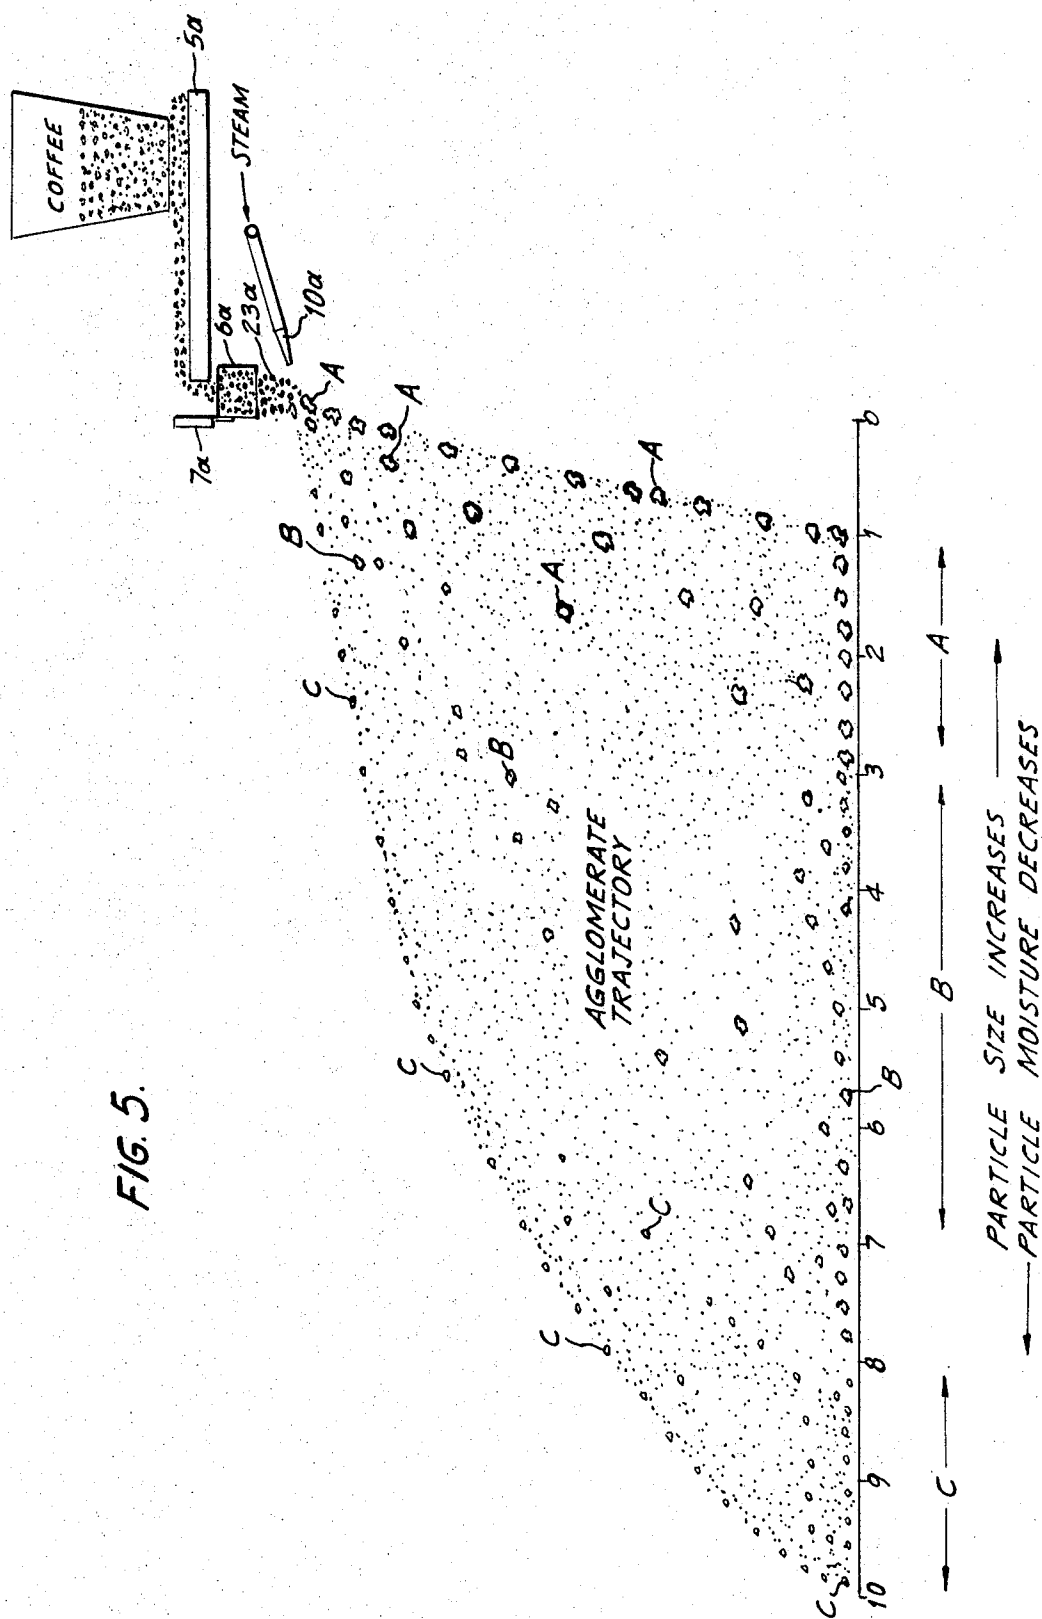 FIG. 5.
COFFEE
5a
STEAM
6a
23a
10a
7a
A
A
A
A
B
B
B
C
C
C
C
C
AGGLOMERATE
TRAJECTORY
10 9 8 7 6 5 4 3 2 1 0
C B A
PARTICLE SIZE INCREASES
PARTICLE MOISTURE DECREASES